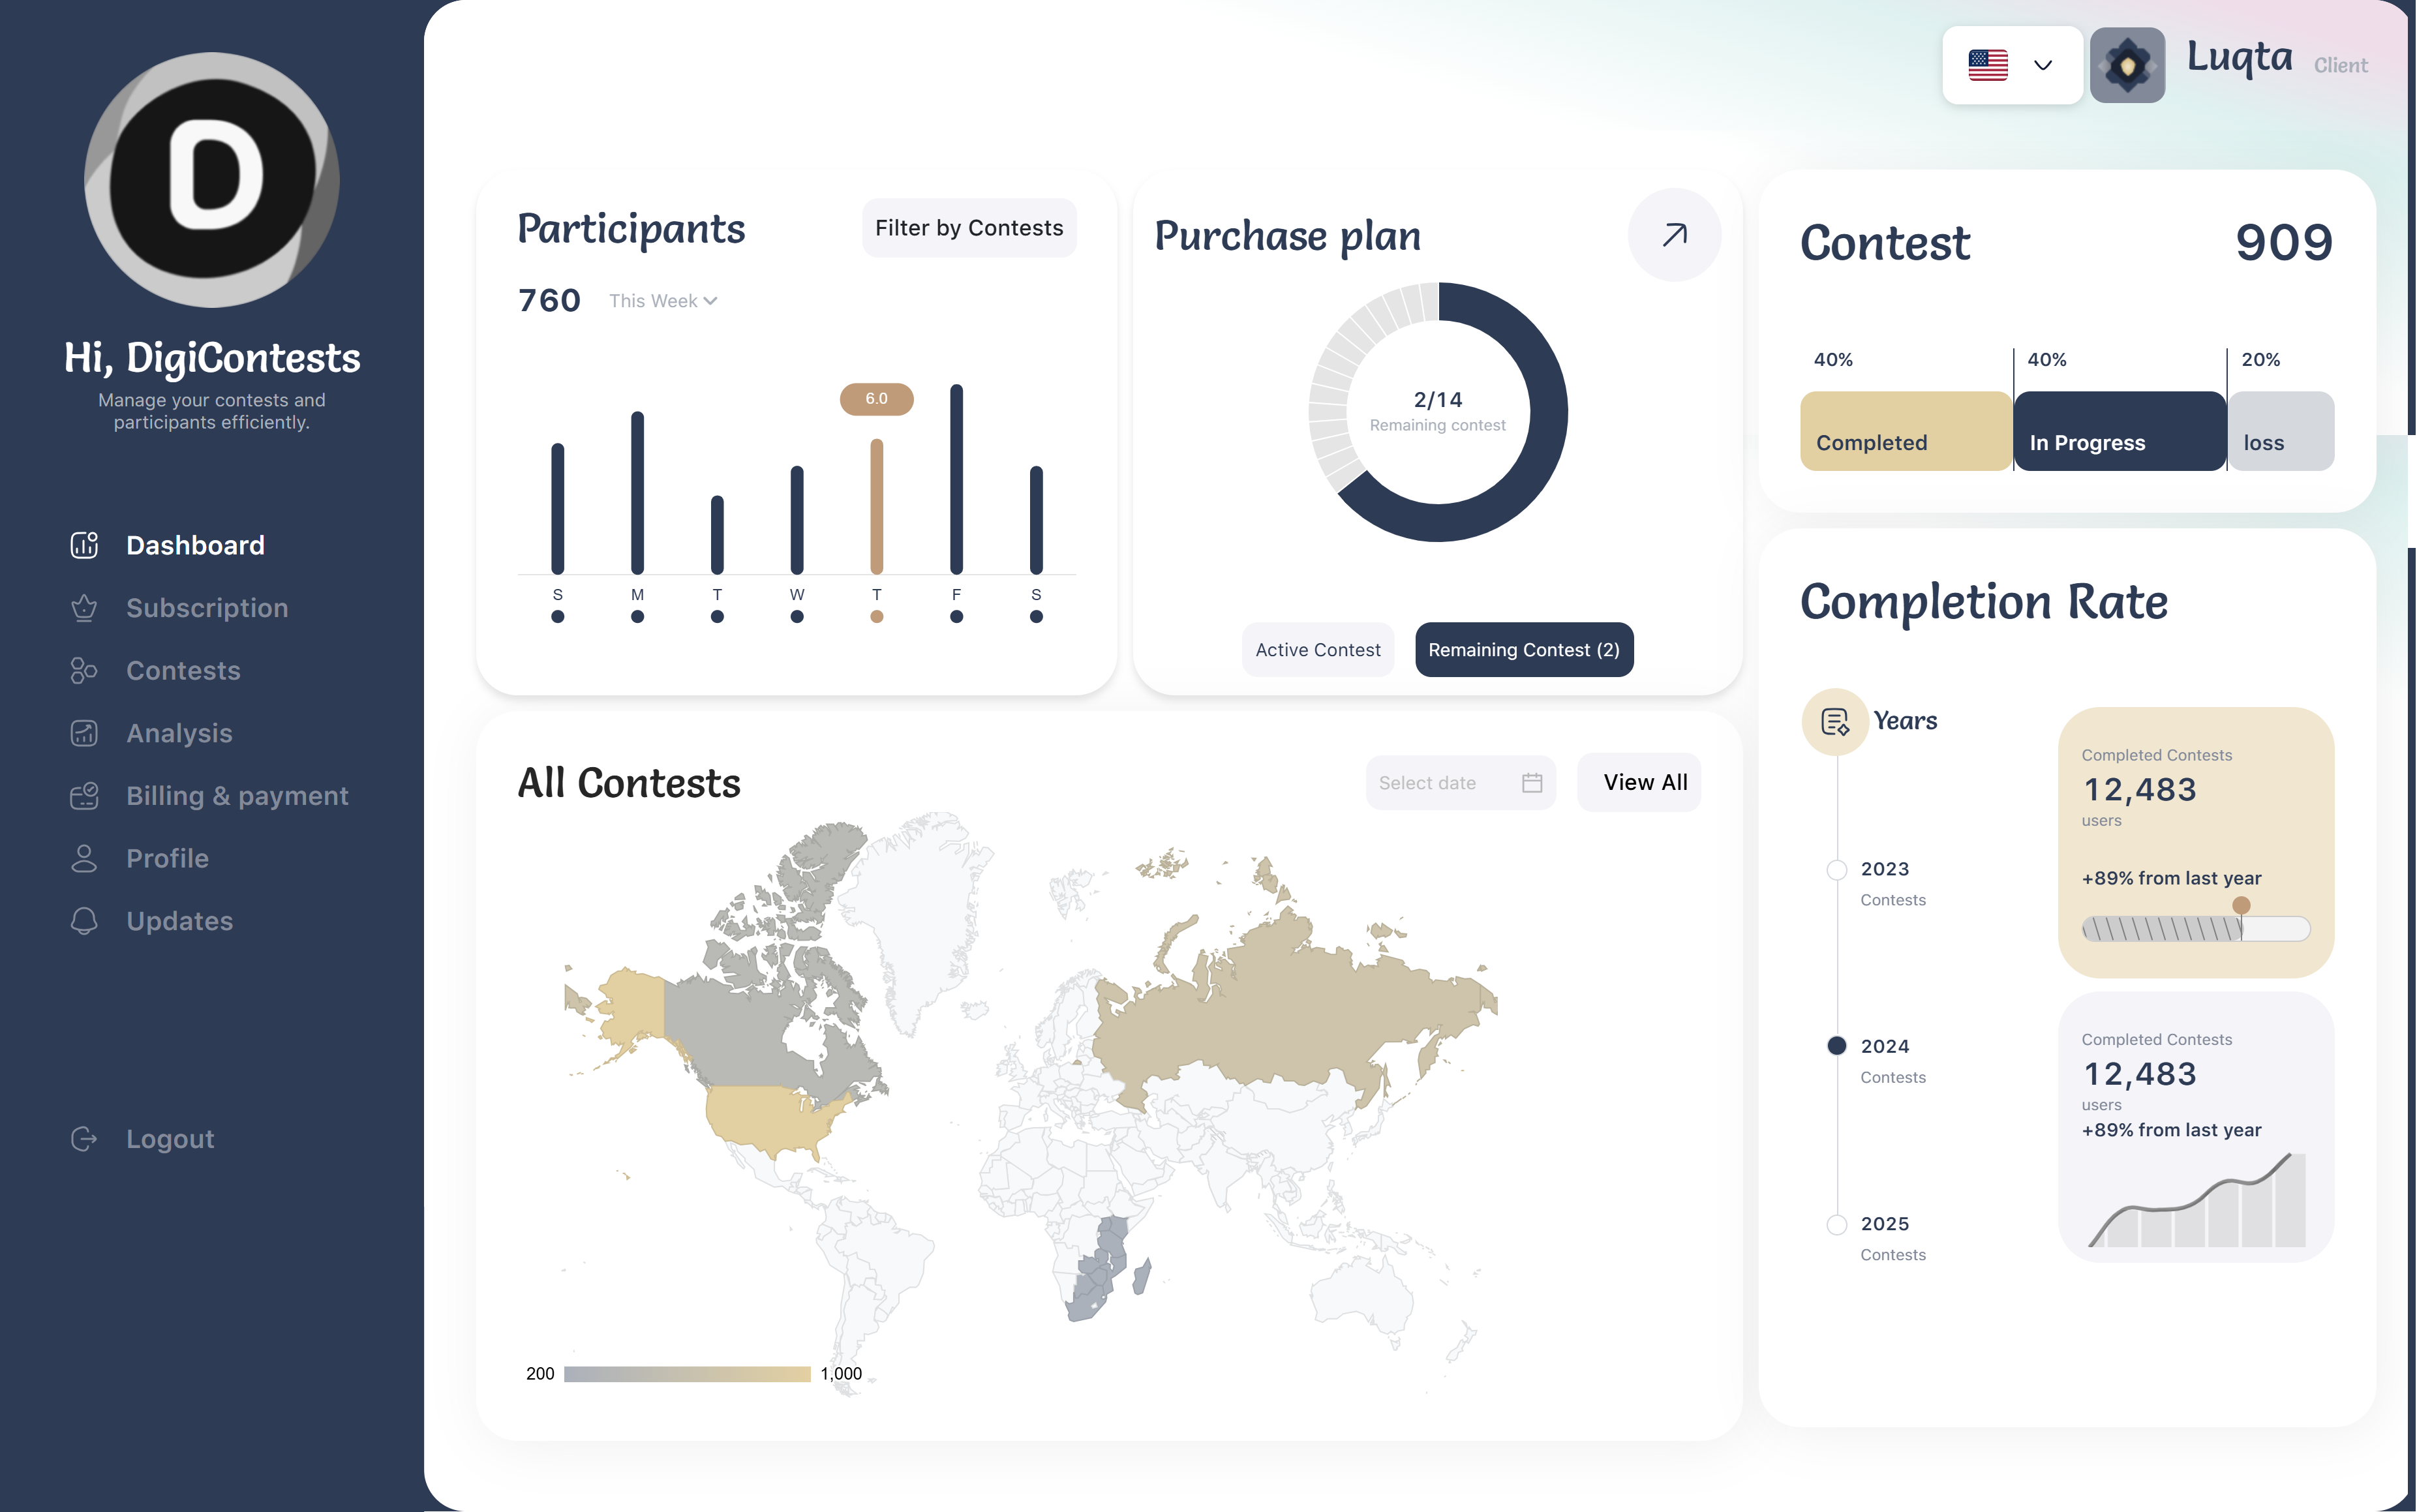 D
Hi, DigiContests
Manage your contests and
participants efficiently.
Dashboard
Subscription
Contests
Analysis
Billing & payment
Profile
Updates
Logout
Luqta Client
Participants
Filter by Contests
760 This Week
6.0
S M T W T F S
Purchase plan
2/14
Remaining contest
Active Contest
Remaining Contest (2)
Contest 909
40% 40% 20%
Completed In Progress loss
All Contests
Select date
View All
200 1,000
Completion Rate
Years
2023
Contests
2024
Contests
2025
Contests
Completed Contests
12,483
users
+89% from last year
Completed Contests
12,483
users
+89% from last year